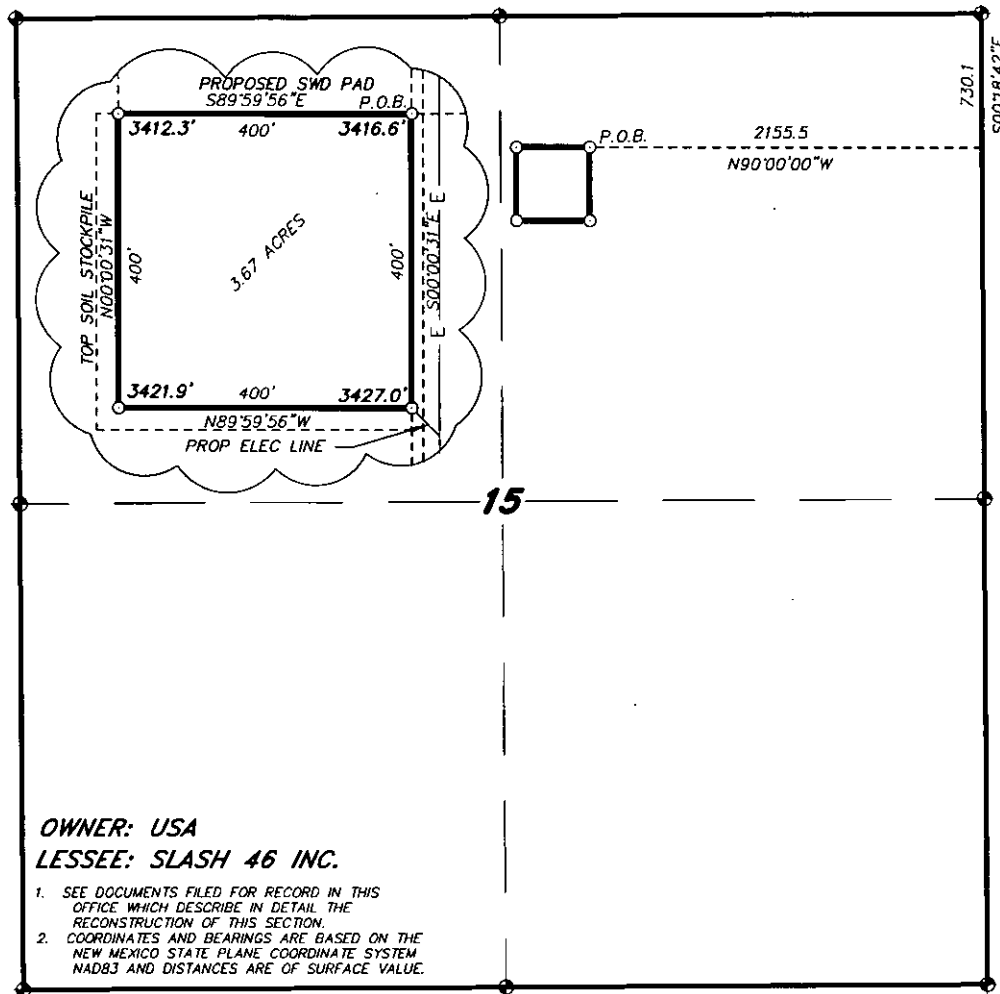 PROPOSED SWD PAD
S89°59'56"E
P.O.B.
3412.3'
400'
3416.6'
TOP SOIL STOCKPILE
N00°00'31"W
400'
3.67 ACRES
400'
E S00°00'31"E E
E
3421.9'
400'
3427.0'
N89°59'56"W
PROP ELEC LINE
730.1
S00°18'42"E
P.O.B.
2155.5
N90°00'00"W
15
OWNER: USA
LESSEE: SLASH 46 INC.
1. SEE DOCUMENTS FILED FOR RECORD IN THIS
OFFICE WHICH DESCRIBE IN DETAIL THE
RECONSTRUCTION OF THIS SECTION.
2. COORDINATES AND BEARINGS ARE BASED ON THE
NEW MEXICO STATE PLANE COORDINATE SYSTEM
NAD83 AND DISTANCES ARE OF SURFACE VALUE.